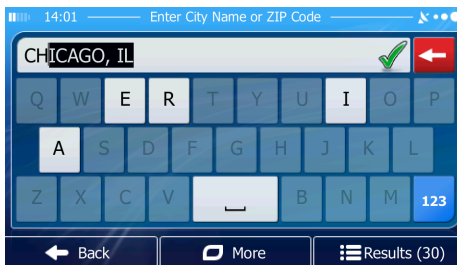 14:01 Enter City Name or ZIP Code
CHICAGO, IL
Q W E R T Y U I O P
A S D F G H J K L
Z X C V B N M 123
Back More Results (30)